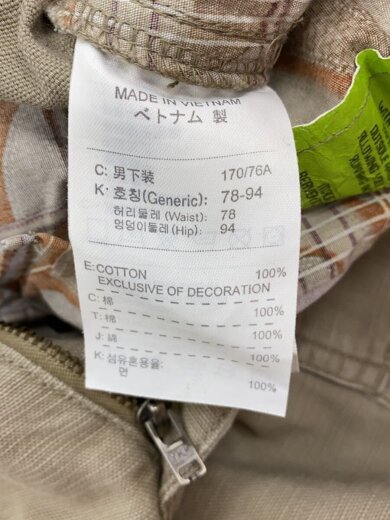 MADE IN VIETNAM
ベトナム 製
C: 男下装 170/76A
K: 호칭(Generic): 78-94
허리둘레 (Waist): 78
엉덩이둘레 (Hip): 94
E: COTTON 100%
EXCLUSIVE OF DECORATION
C: 棉 100%
T: 棉 100%
J: 綿 100%
K: 섬유혼용율:
면 100%